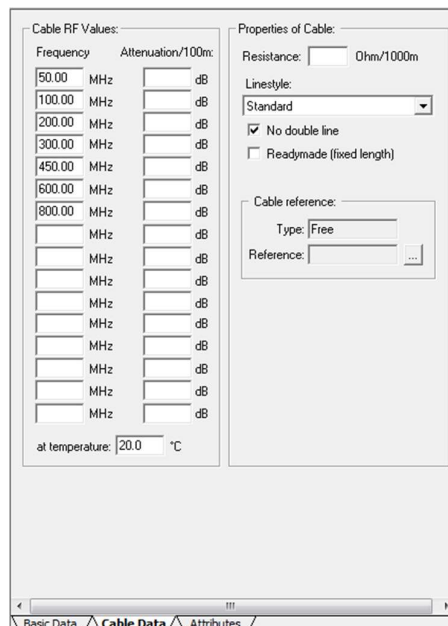 Cable RF Values:
Frequency Attenuation/100m:
50.00 MHz dB
100.00 MHz dB
200.00 MHz dB
300.00 MHz dB
450.00 MHz dB
600.00 MHz dB
800.00 MHz dB
MHz dB
MHz dB
MHz dB
MHz dB
MHz dB
MHz dB
MHz dB
MHz dB
MHz dB
at temperature: 20.0 °C
Properties of Cable:
Resistance: Ohm/1000m
Linestyle:
Standard
No double line
Readymade (fixed length)
Cable reference:
Type: Free
Reference: ...
Basic Data Cable Data Attributes